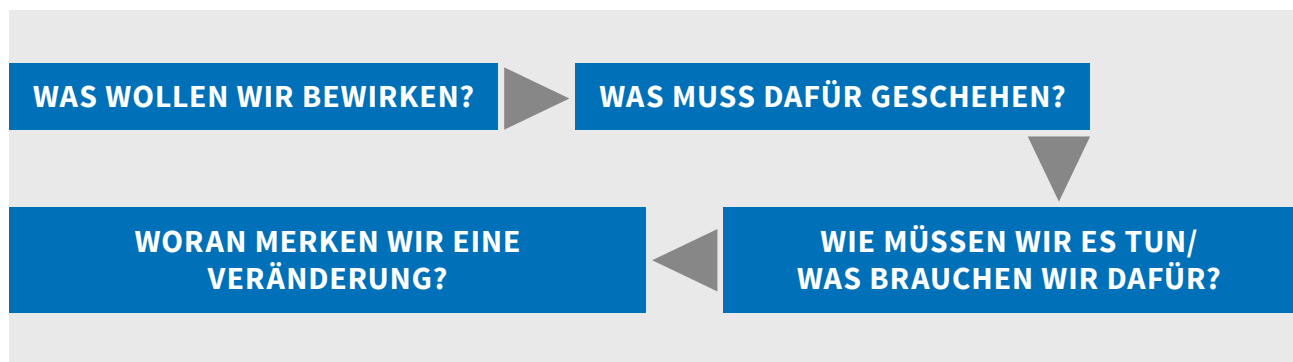 WAS WOLLEN WIR BEWIRKEN?
WAS MUSS DAFÜR GESCHEHEN?
WIE MÜSSEN WIR ES TUN/
WAS BRAUCHEN WIR DAFÜR?
WORAN MERKEN WIR EINE
VERÄNDERUNG?